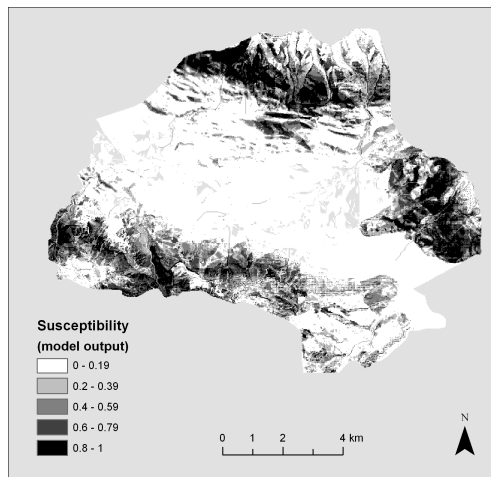 Susceptibility
(model output)
0 - 0.19
0.2 - 0.39
0.4 - 0.59
0.6 - 0.79
0.8 - 1
0 1 2 4 km
N